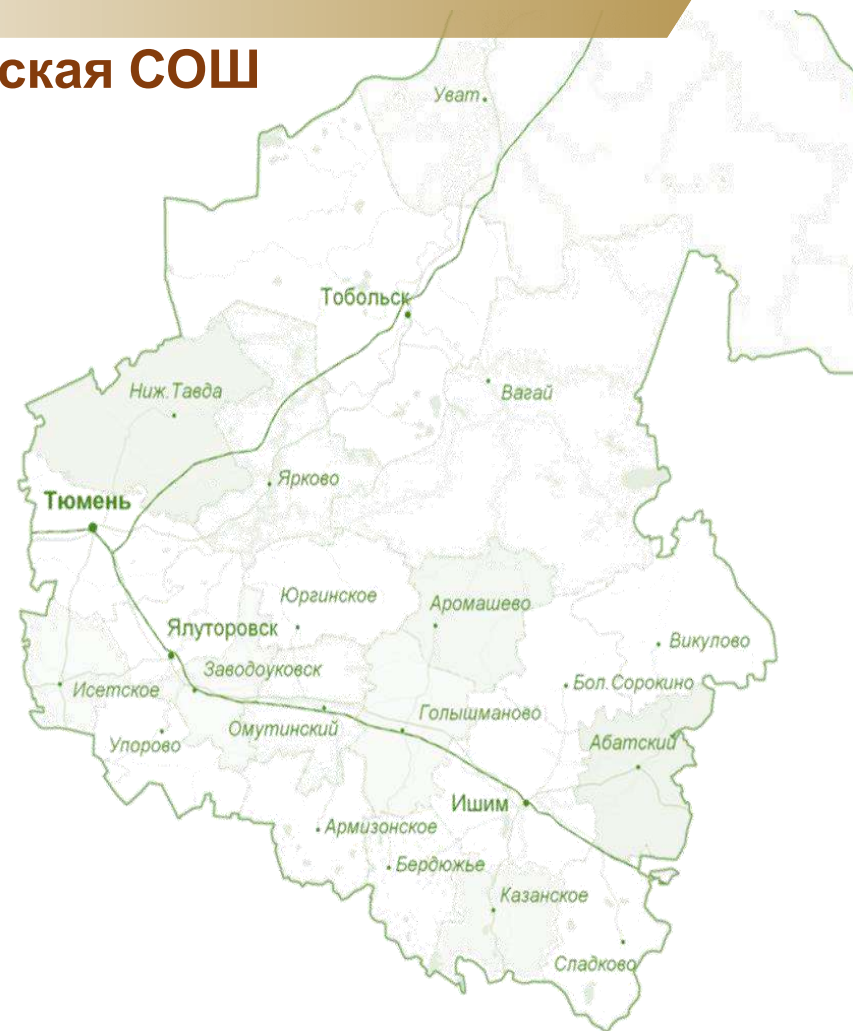 ская СОШ
Уват
Тобольск
Ниж.Тавда
Вагай
Ярково
Тюмень
Юргинское
Аромашево
Ялуторовск
Викулово
Заводоуковск
Исетское
Бол.Сорокино
Голышманово
Омутинский
Упорово
Абатский
Ишим
Армизонское
Бердюжье
Казанское
Сладково